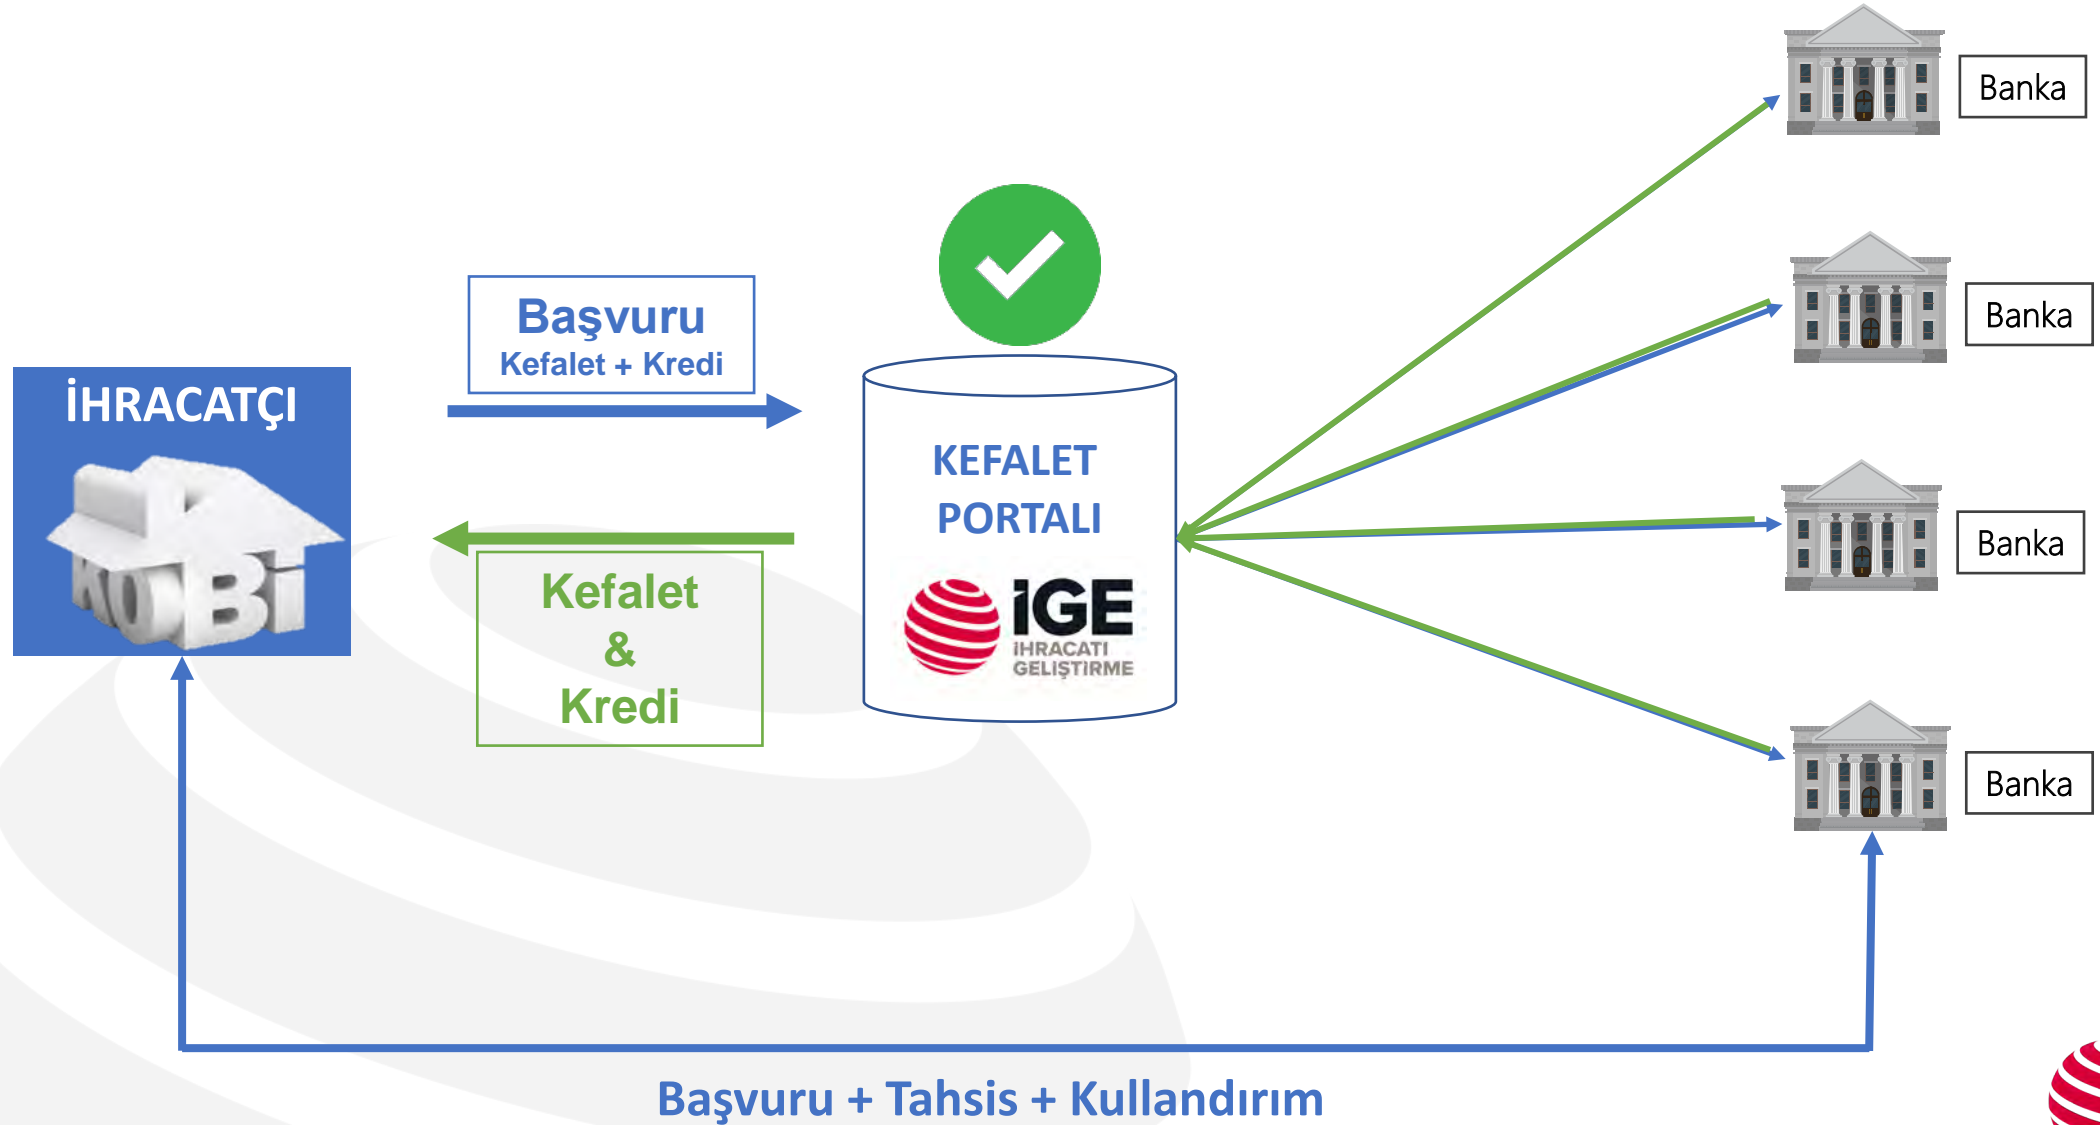 Banka
Banka
Başvuru
Kefalet + Kredi
İHRACATÇI
KOBİ
KEFALET
PORTALI
Banka
Kefalet
&
Kredi
İGE
İHRACATI
GELİŞTİRME
Banka
Başvuru + Tahsis + Kullandırım